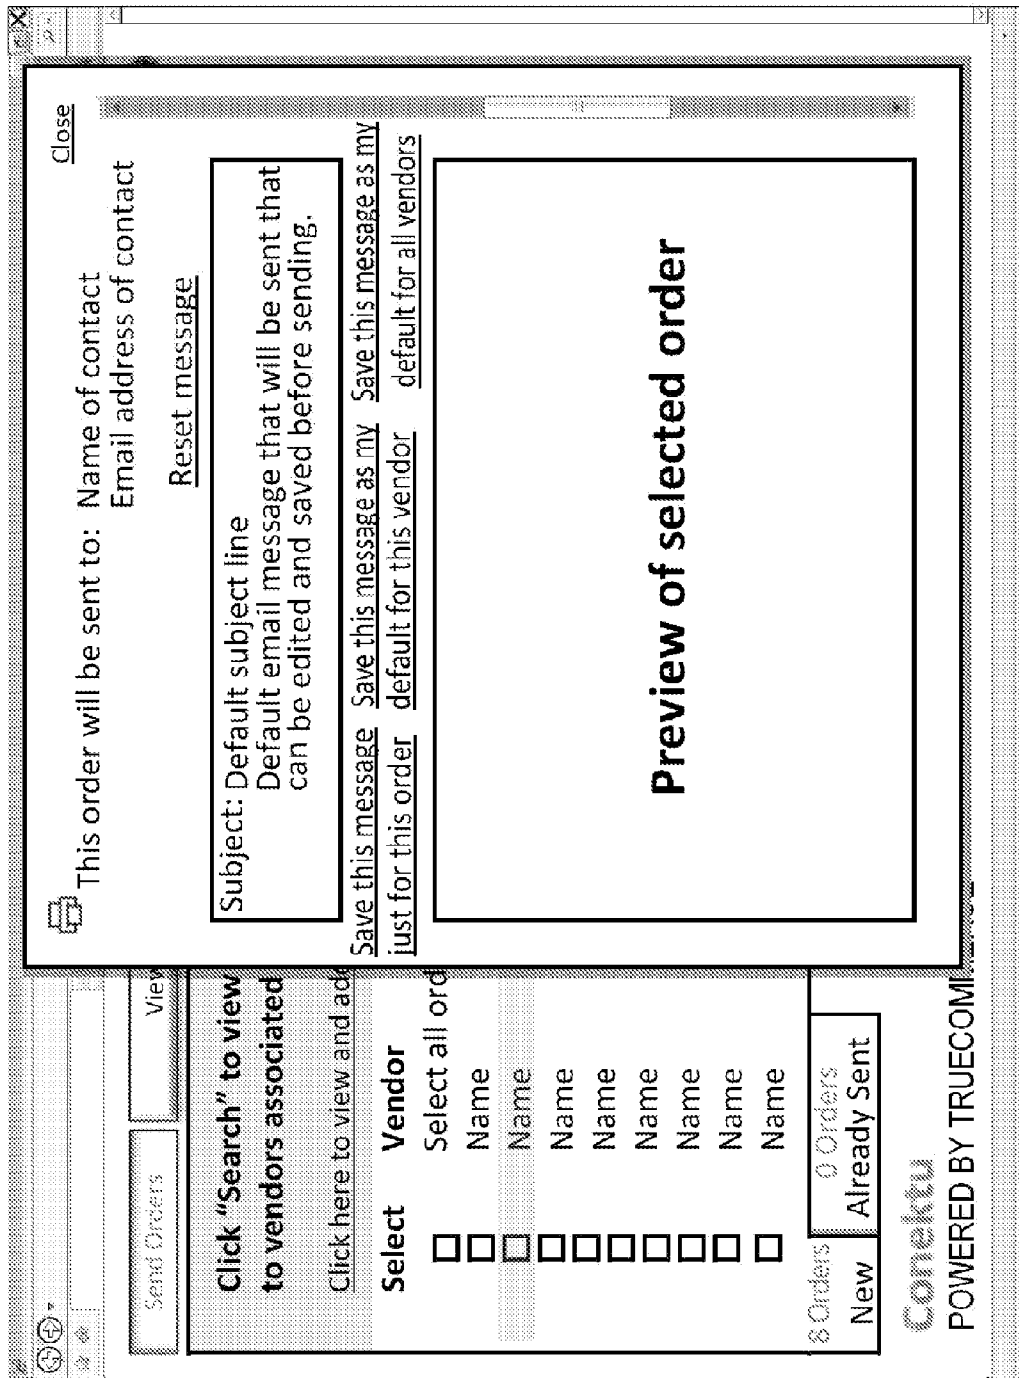 Send Orders
View
Click "Search" to view
to vendors associated
Click here to view and add
Select Vendor
Select all ord
Name
Name
Name
Name
Name
Name
Name
Name
8 Orders 0 Orders
New Already Sent
Conektu
POWERED BY TRUECOMMERCE
Close
This order will be sent to: Name of contact
Email address of contact
Reset message
Subject: Default subject line
Default email message that will be sent that
can be edited and saved before sending.
Save this message Save this message as my Save this message as my
just for this order default for this vendor default for all vendors
Preview of selected order